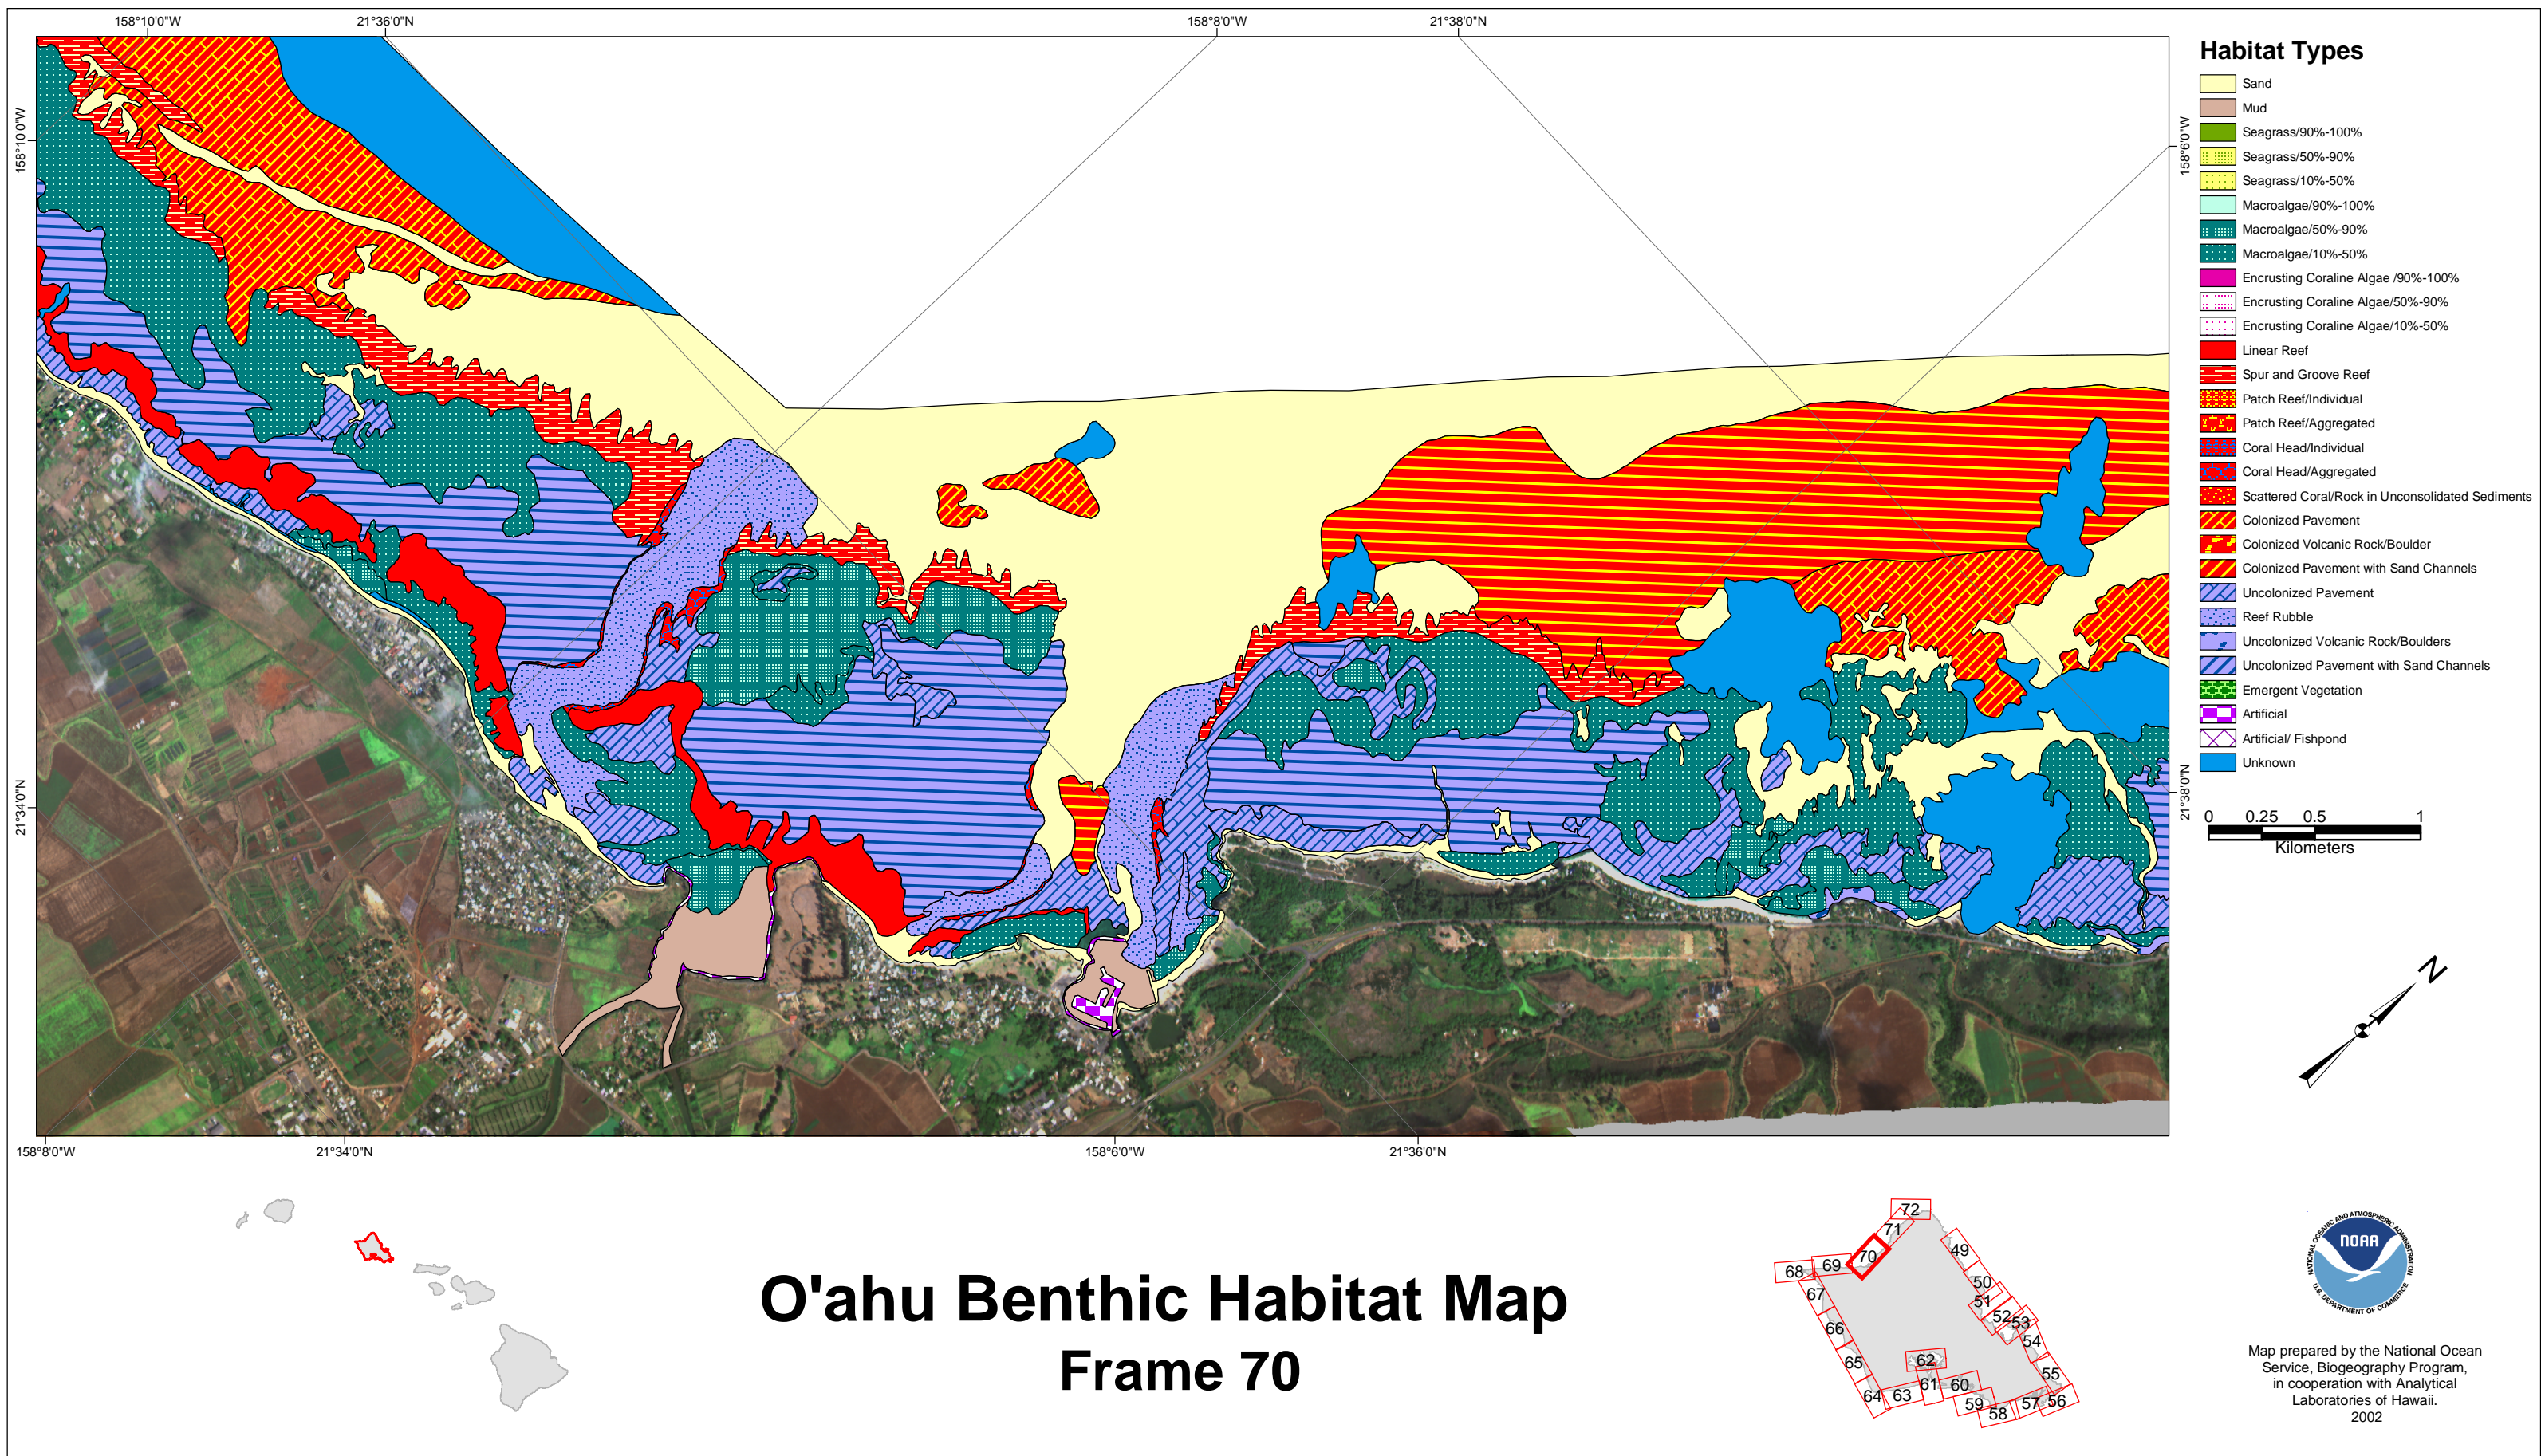 158°10'0"W
21°36'0"N
158°8'0"W
21°38'0"N
158°10'0"W
21°34'0"N
158°6'0"W
21°38'0"N
158°8'0"W
21°34'0"N
158°6'0"W
21°36'0"N
Habitat Types
Sand
Mud
Seagrass/90%-100%
Seagrass/50%-90%
Seagrass/10%-50%
Macroalgae/90%-100%
Macroalgae/50%-90%
Macroalgae/10%-50%
Encrusting Coraline Algae /90%-100%
Encrusting Coraline Algae/50%-90%
Encrusting Coraline Algae/10%-50%
Linear Reef
Spur and Groove Reef
Patch Reef/Individual
Patch Reef/Aggregated
Coral Head/Individual
Coral Head/Aggregated
Scattered Coral/Rock in Unconsolidated Sediments
Colonized Pavement
Colonized Volcanic Rock/Boulder
Colonized Pavement with Sand Channels
Uncolonized Pavement
Reef Rubble
Uncolonized Volcanic Rock/Boulders
Uncolonized Pavement with Sand Channels
Emergent Vegetation
Artificial
Artificial/ Fishpond
Unknown
0 0.25 0.5 1
Kilometers
N
O'ahu Benthic Habitat Map
Frame 70
72
71
70
69
68
67
66
65
64
63
62
61
60
59
58
57
56
55
54
53
52
51
50
49
NATIONAL OCEANIC AND ATMOSPHERIC ADMINISTRATION
NOAA
U.S. DEPARTMENT OF COMMERCE
Map prepared by the National Ocean
Service, Biogeography Program,
in cooperation with Analytical
Laboratories of Hawaii.
2002